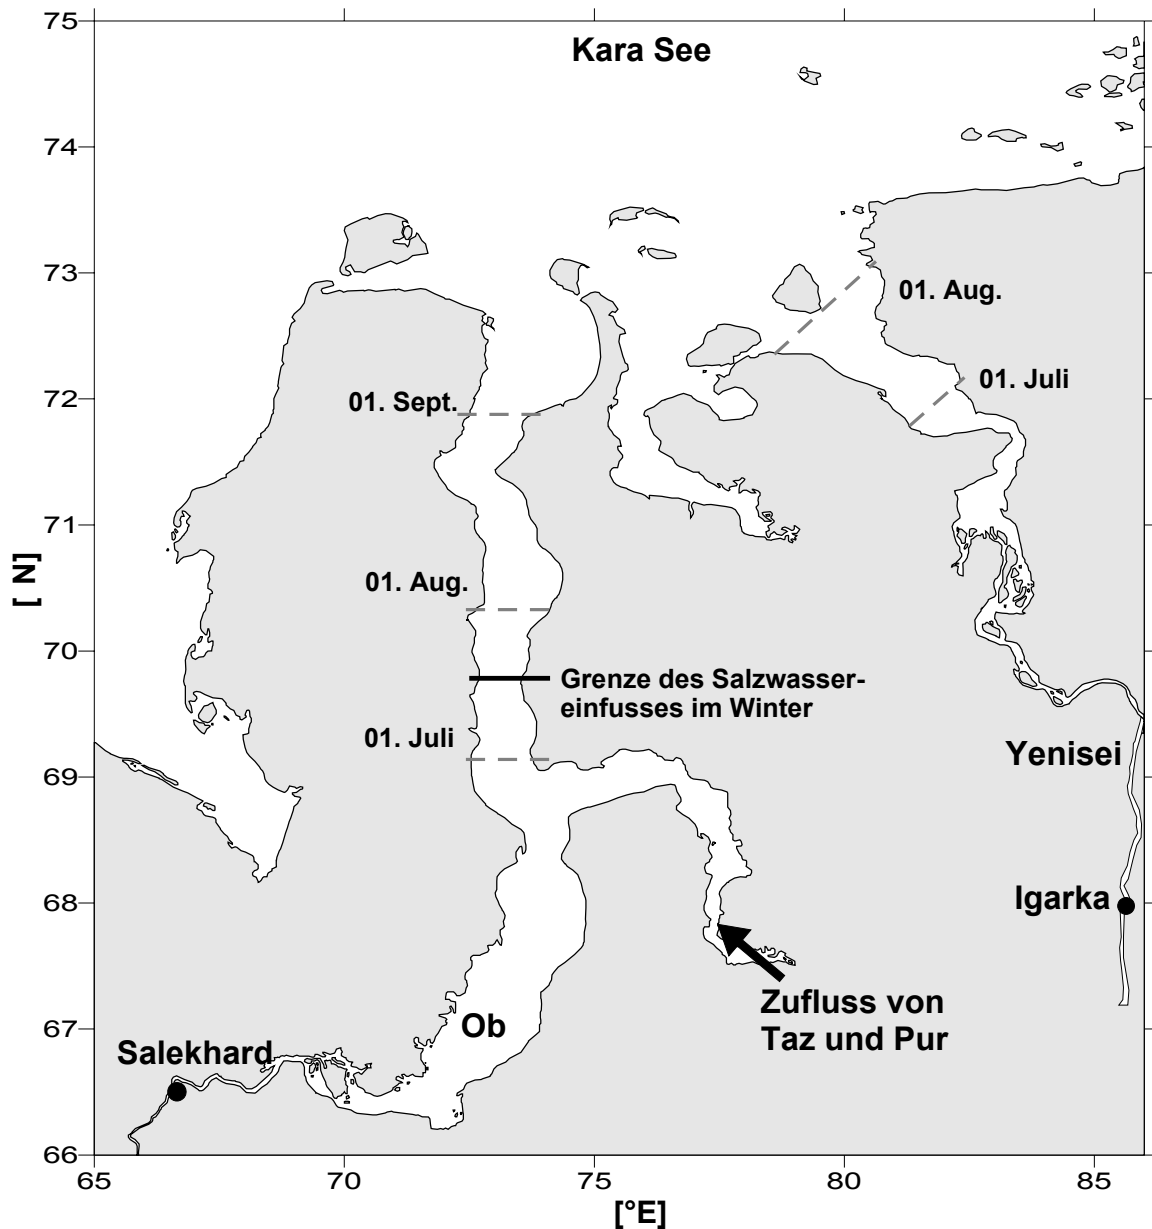 75
Kara See
74
73
01. Aug.
01. Juli
72
01. Sept.
71
01. Aug.
[ N]
70
Grenze des Salzwasser-
einfusses im Winter
01. Juli
69
Yenisei
68
Igarka
Zufluss von
Taz und Pur
67
Ob
Salekhard
66
65
70
75
80
85
[°E]